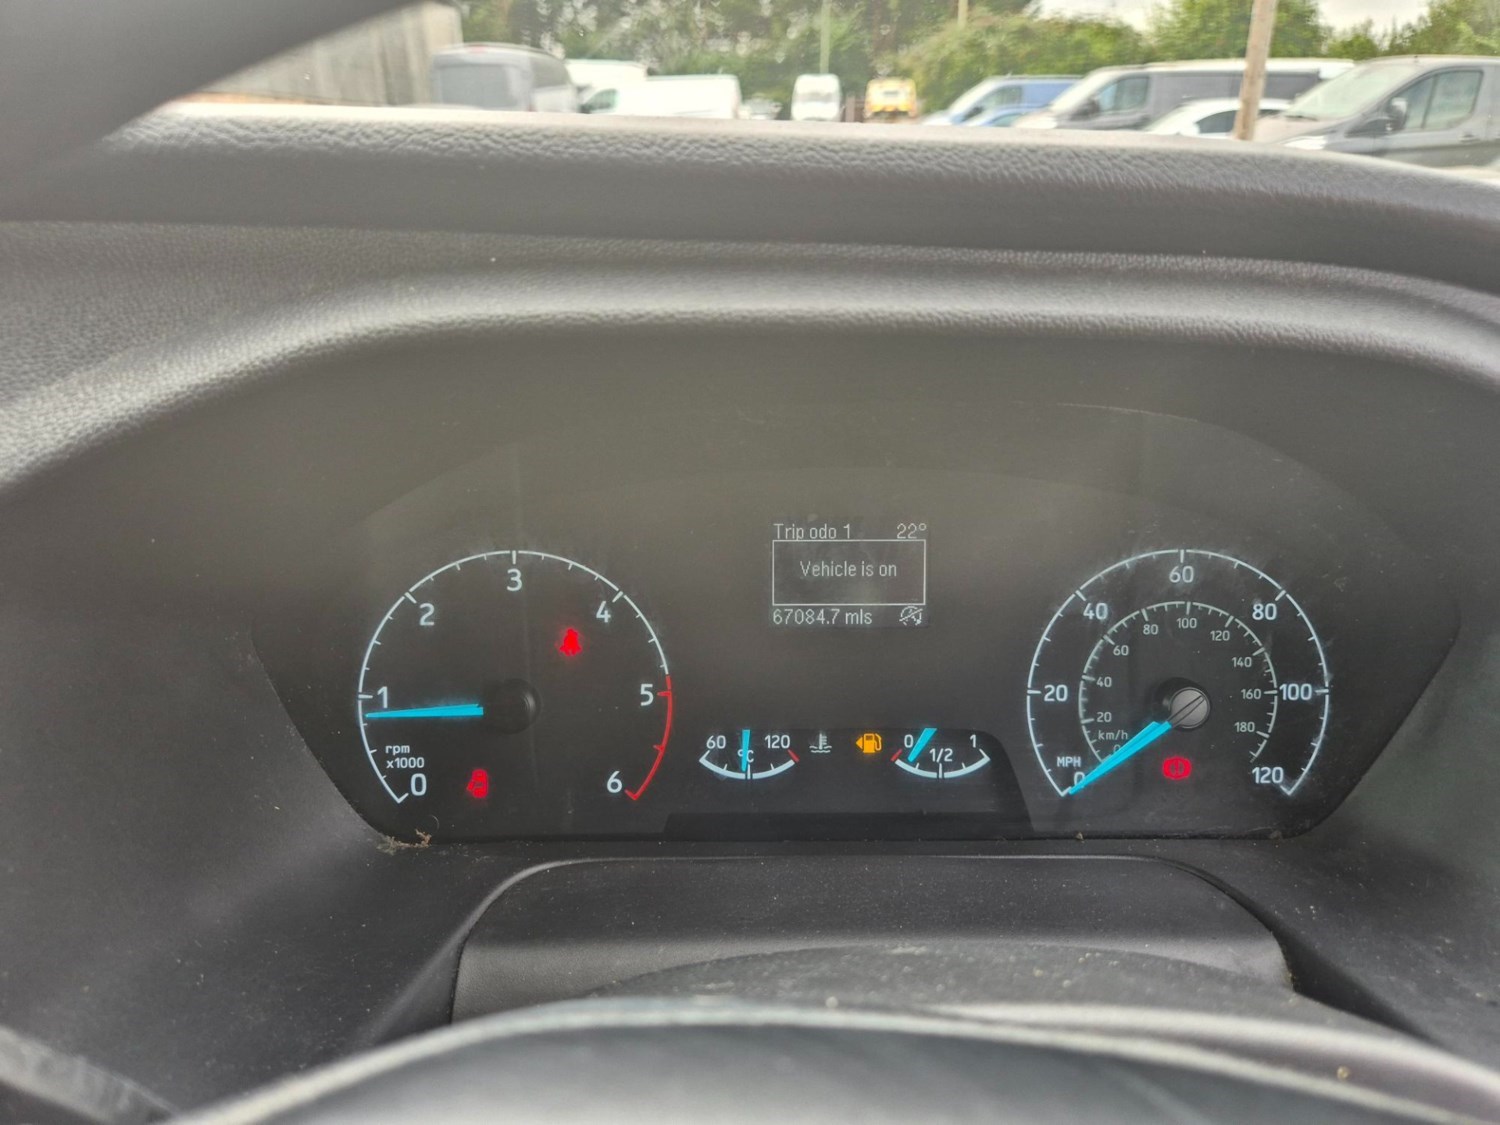 Trip odo 1 22°
Vehicle is on
67084.7 mls
0 1 2 3 4 5 6
rpm
x1000
60 120
°C
0 1/2 1
0 20 40 60 80 100 120
MPH
0 20 40 60 80 100 120 140 160 180
km/h